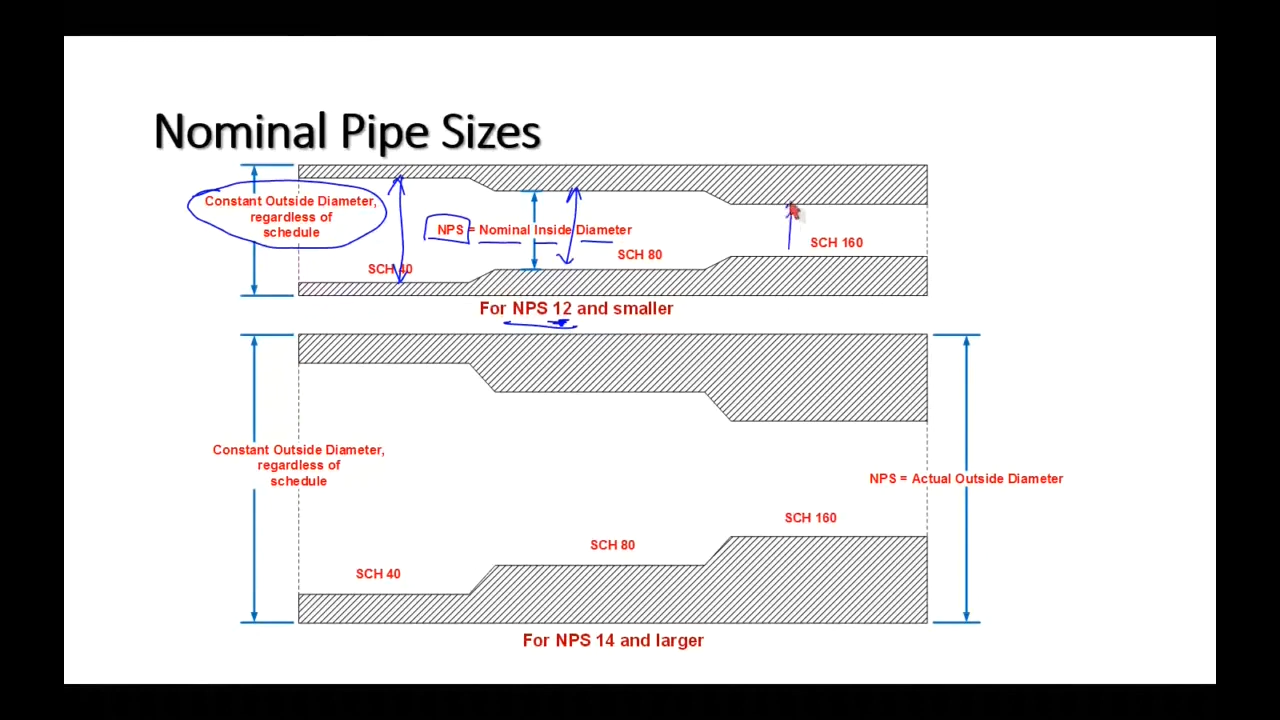 Nominal Pipe Sizes
Constant Outside Diameter,
regardless of
schedule
NPS = Nominal Inside Diameter
SCH 40
SCH 80
SCH 160
For NPS 12 and smaller
Constant Outside Diameter,
regardless of
schedule
NPS = Actual Outside Diameter
SCH 160
SCH 80
SCH 40
For NPS 14 and larger